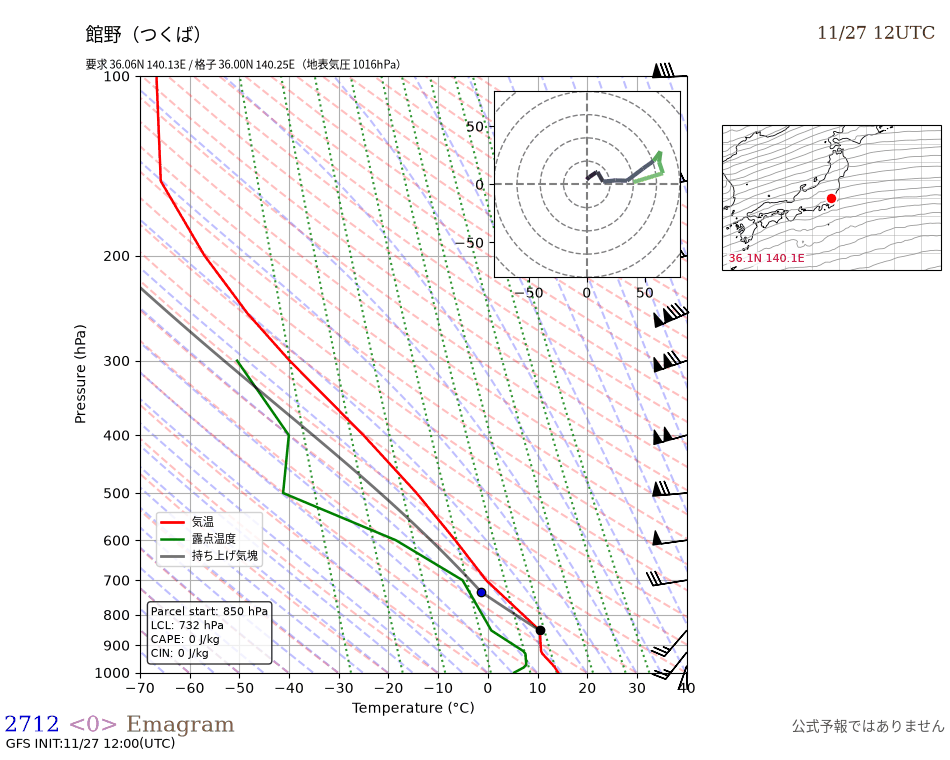 館野（つくば）
11/27 12UTC
要求 36.06N 140.13E / 格子 36.00N 140.25E（地表気圧 1016hPa）
100
200
300
400
500
600
700
800
900
1000
Pressure (hPa)
−70 −60 −50 −40 −30 −20 −10 0 10 20 30 40
Temperature (°C)
50
0
−50
−50 0 50
36.1N 140.1E
気温
露点温度
持ち上げ気塊
Parcel start: 850 hPa
LCL: 732 hPa
CAPE: 0 J/kg
CIN: 0 J/kg
2712 <0> Emagram
GFS INIT:11/27 12:00(UTC)
公式予報ではありません